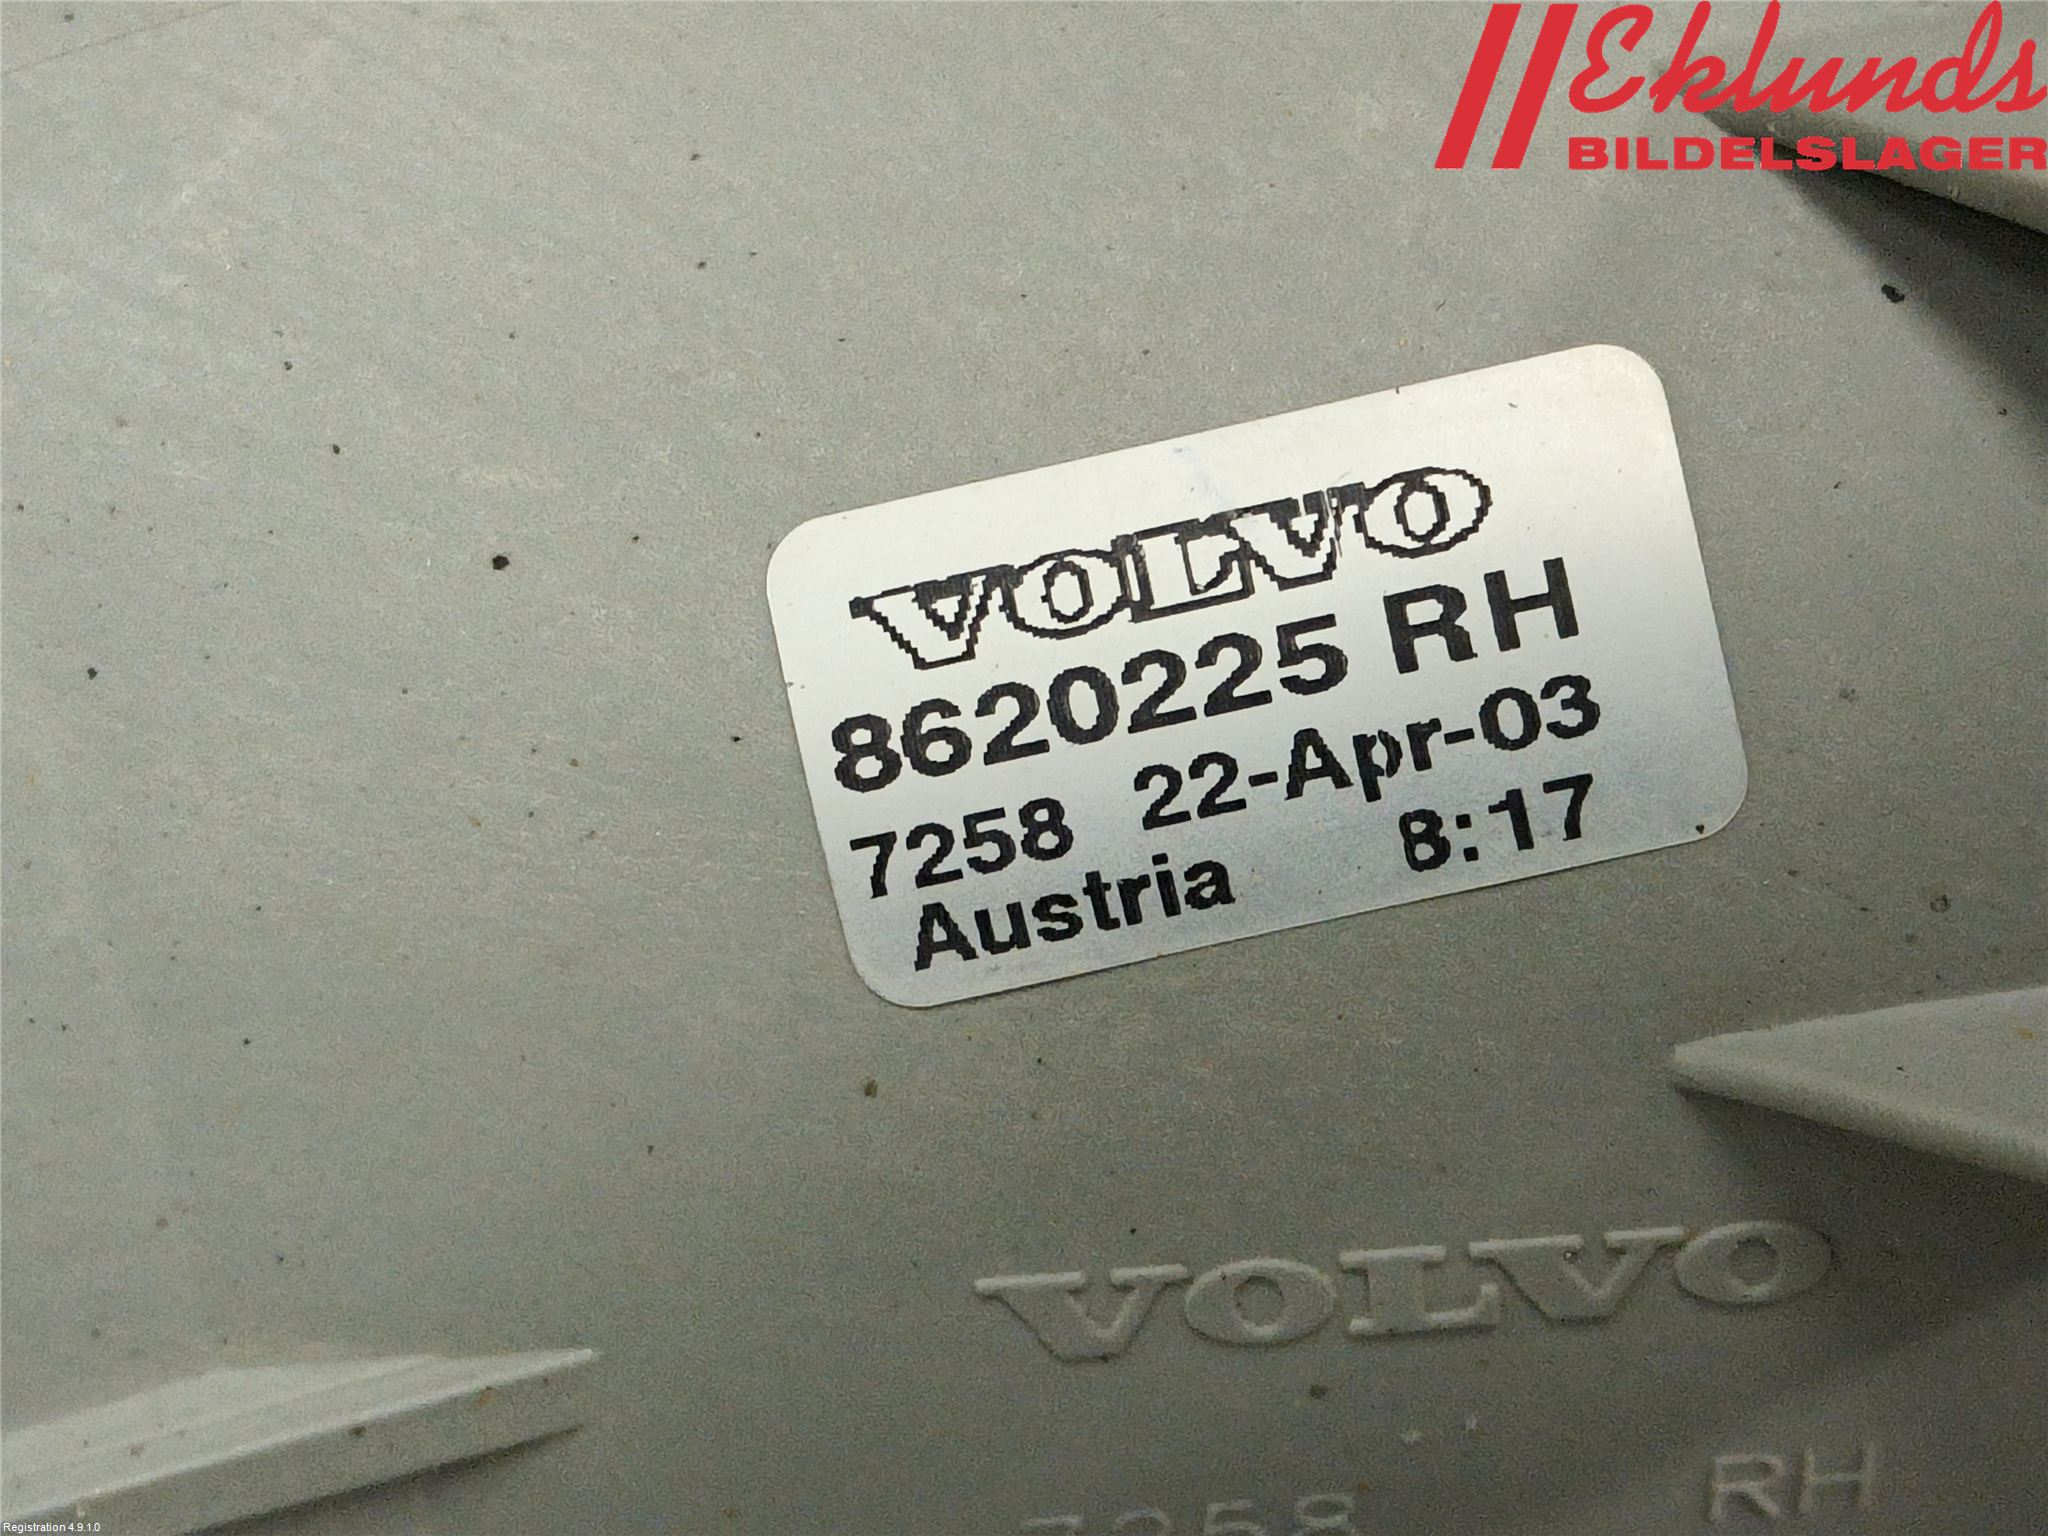 Eklunds
BILDELSLAGER
VOLVO
8620225 RH
7258 22-Apr-03
Austria 8:17
VOLVO
7258 RH
Registration 4.9.1.0